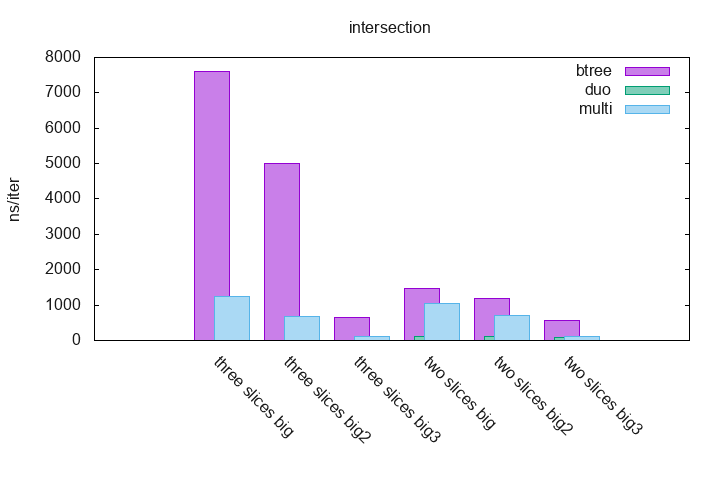 intersection
8000
7000
6000
5000
4000
3000
2000
1000
0
ns/iter
btree
duo
multi
three slices big
three slices big2
three slices big3
two slices big
two slices big2
two slices big3